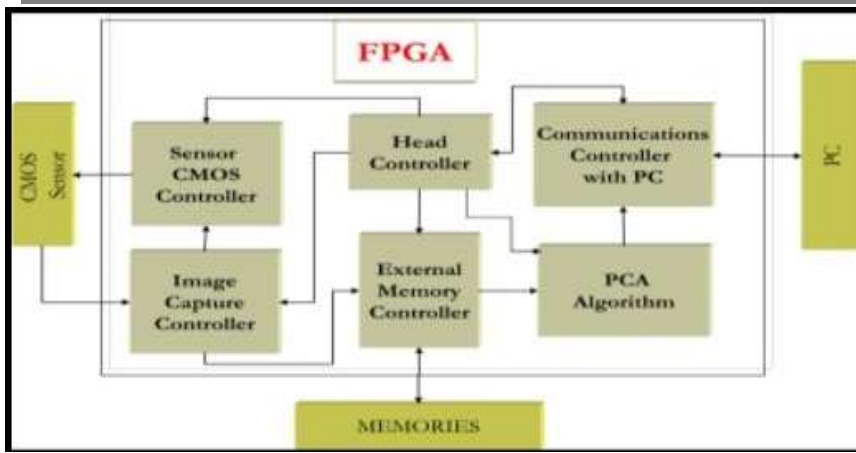 FPGA
CMOS
Sensor
Sensor
CMOS
Controller
Head
Controller
Communications
Controller
with PC
PC
Image
Capture
Controller
External
Memory
Controller
PCA
Algorithm
MEMORIES